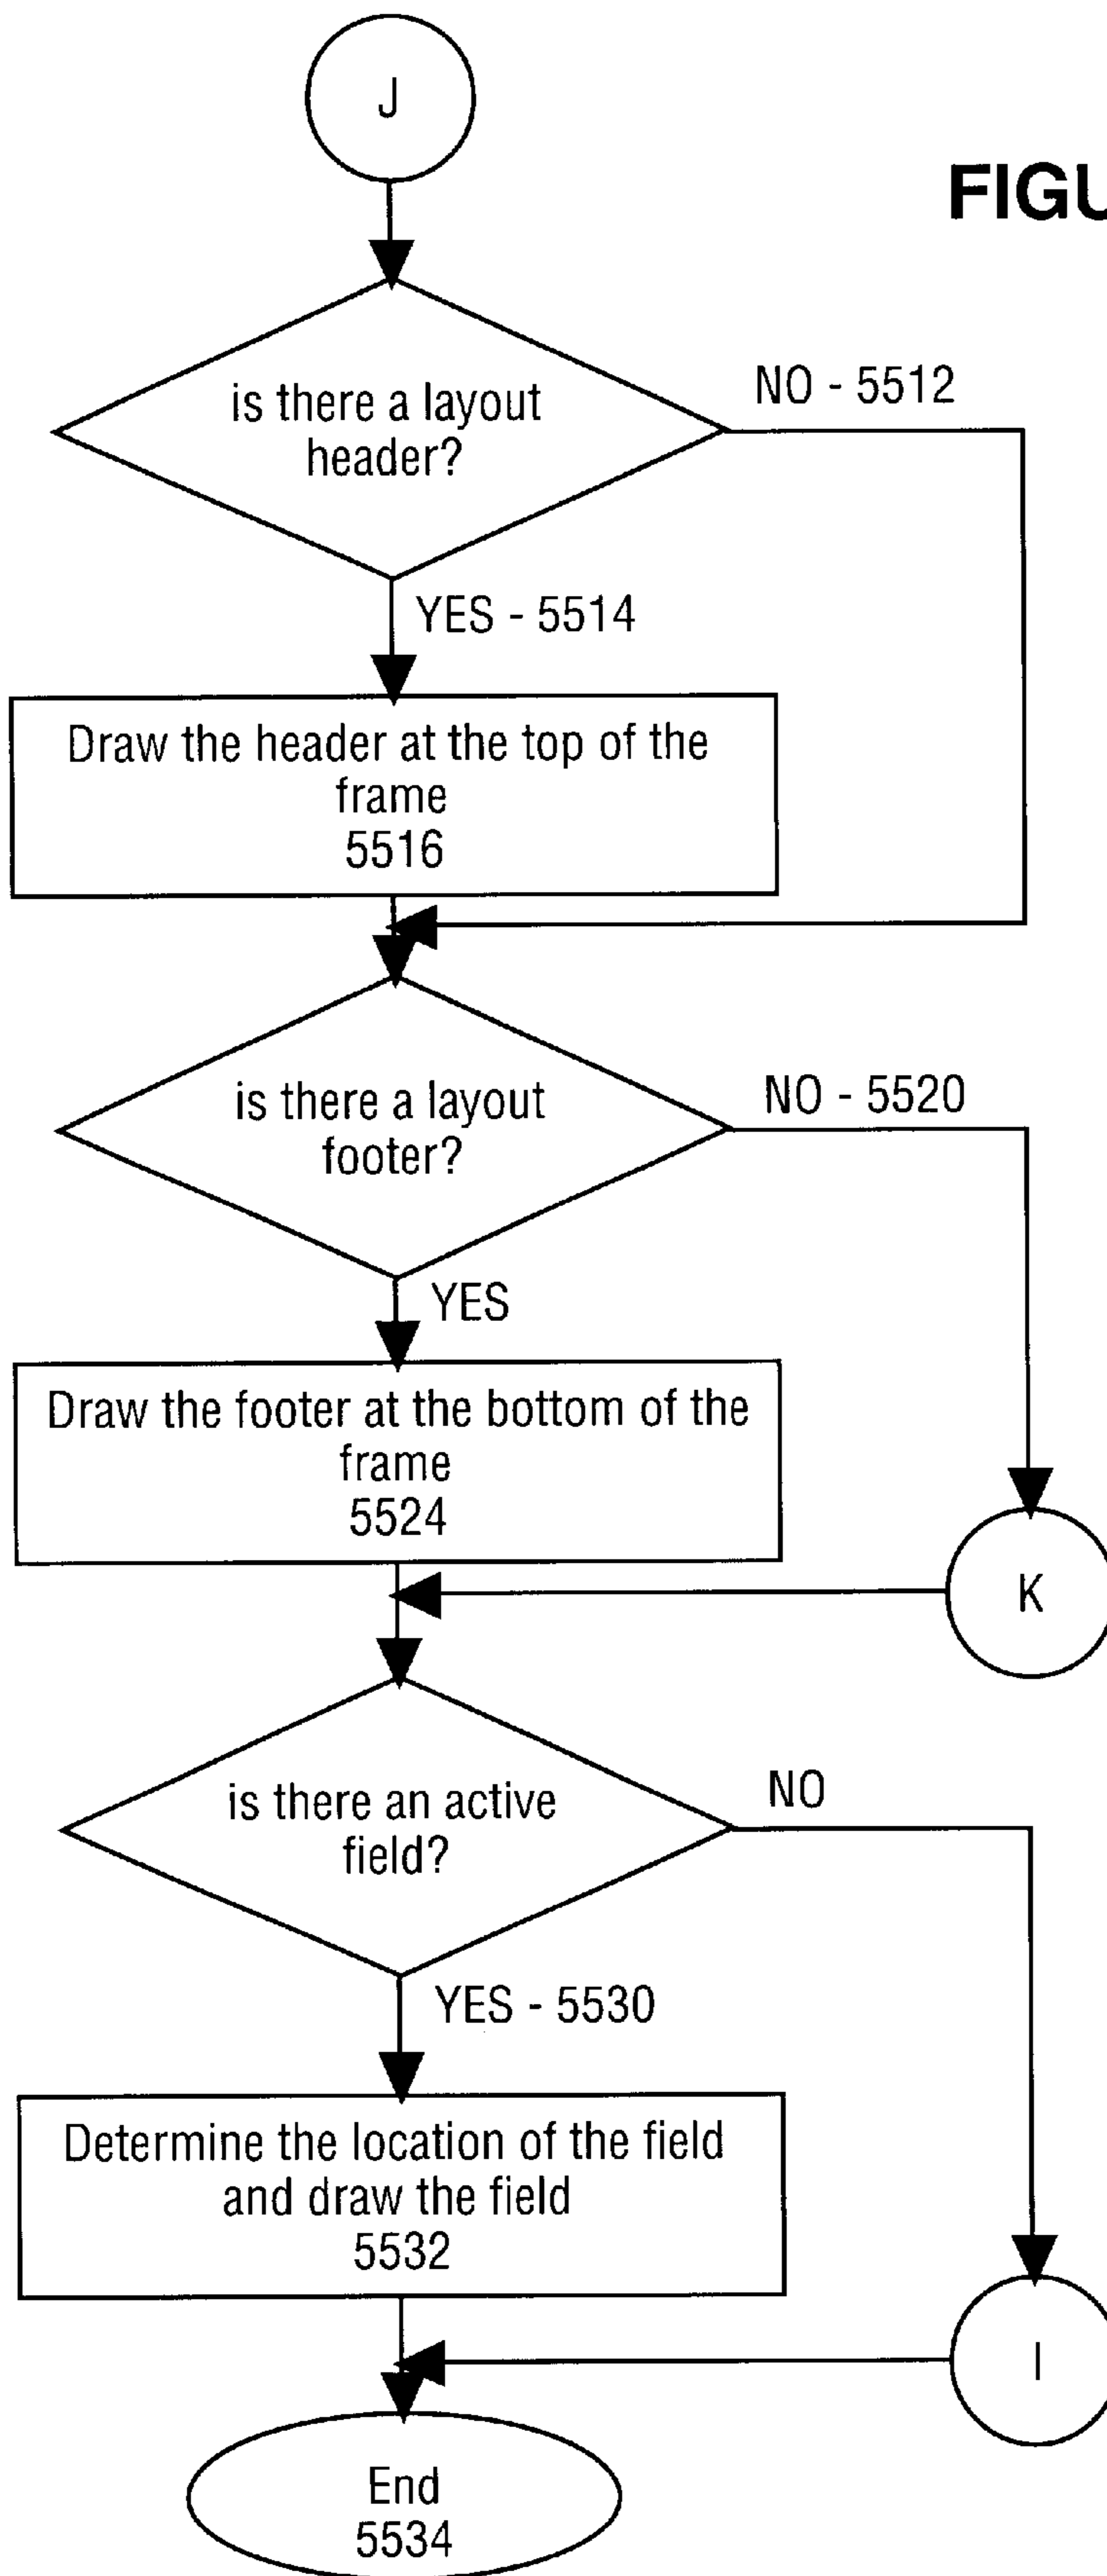 J
FIGU
is there a layout
header?
NO - 5512
YES - 5514
Draw the header at the top of the
frame
5516
is there a layout
footer?
NO - 5520
YES
Draw the footer at the bottom of the
frame
5524
K
is there an active
field?
NO
YES - 5530
Determine the location of the field
and draw the field
5532
I
End
5534